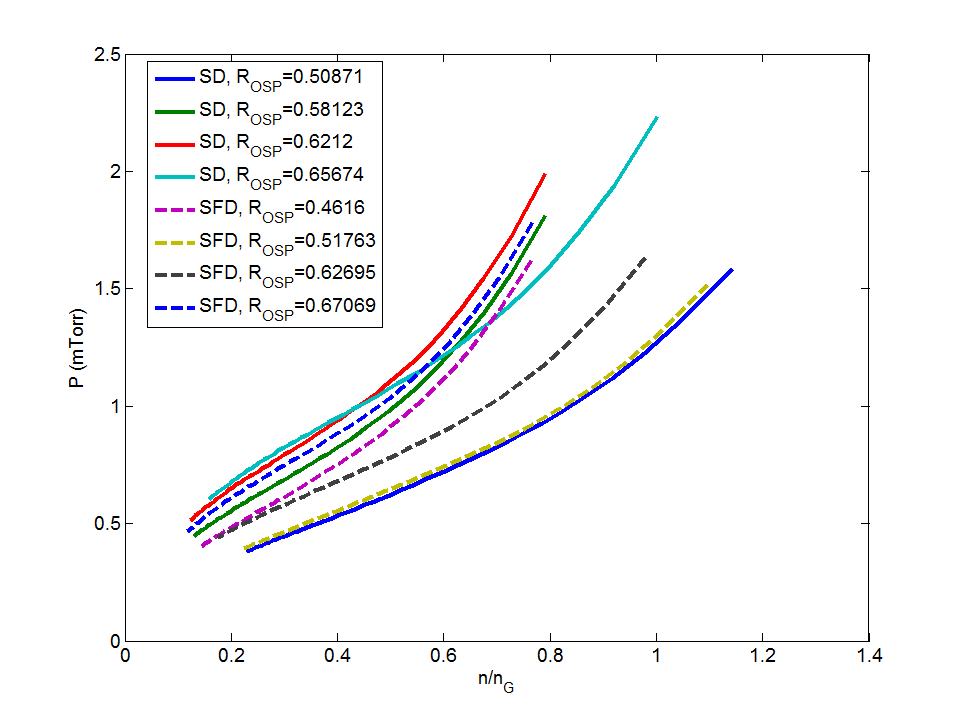 2.5
2
1.5
1
0.5
0
P (mTorr)
SD, R_OSP=0.50871
SD, R_OSP=0.58123
SD, R_OSP=0.6212
SD, R_OSP=0.65674
SFD, R_OSP=0.4616
SFD, R_OSP=0.51763
SFD, R_OSP=0.62695
SFD, R_OSP=0.67069
0 0.2 0.4 0.6 0.8 1 1.2 1.4
n/n_G